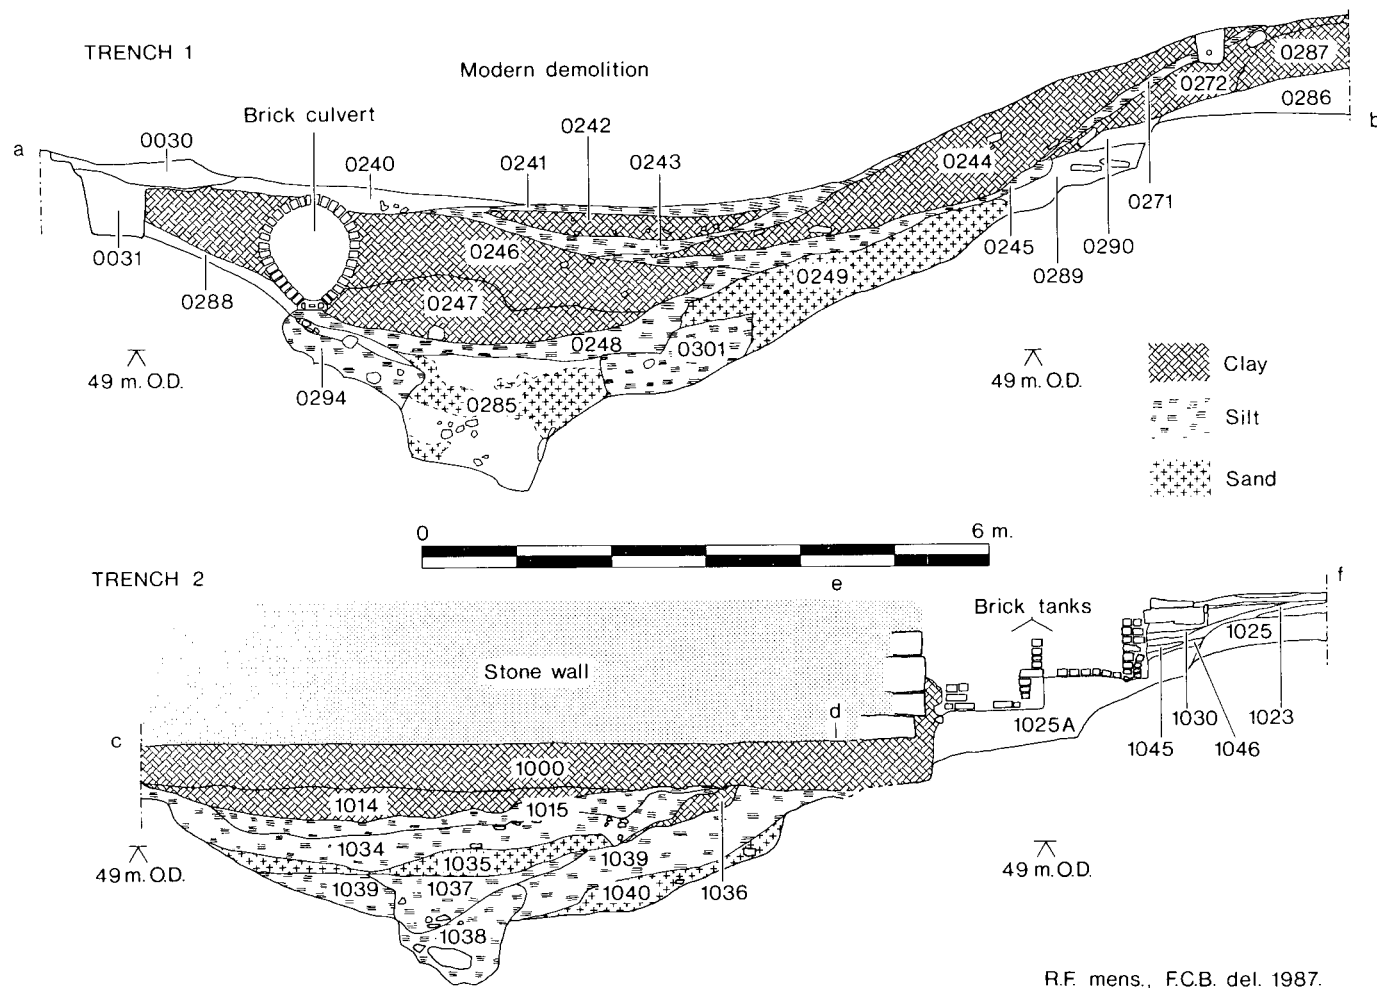 TRENCH 1
Modern demolition
Brick culvert
a
b
0030
0240
0241
0242
0243
0244
0287
0272
0286
0031
0288
0246
0247
0249
0245
0289
0290
0271
0248
0301
0294
0285
49 m. O.D.
49 m. O.D.
Clay
Silt
Sand
0
6 m.
TRENCH 2
e
f
Brick tanks
Stone wall
c
d
1000
1014
1015
1034
1035
1039
1037
1039
1038
1040
1036
1025A
1025
1045
1030
1046
1023
49 m. O.D.
49 m. O.D.
R.F. mens., F.C.B. del. 1987.